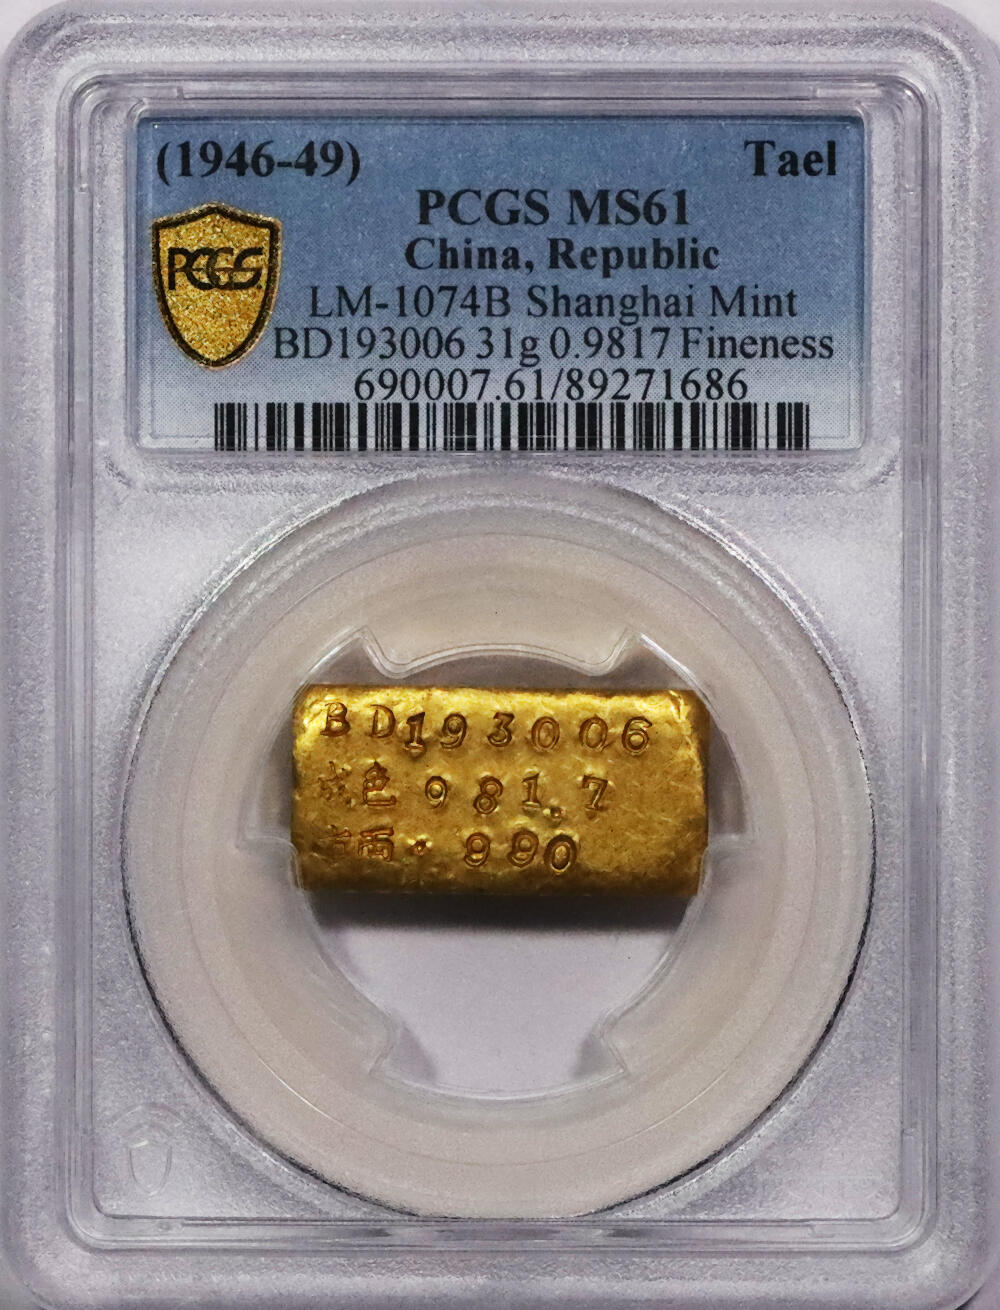 (1946-49) Tael
PCGS MS61
China, Republic
PCGS
LM-1074B Shanghai Mint
BD193006 31g 0.9817 Fineness
690007.61/89271686
BD193006
成色 981.7
市兩. 990